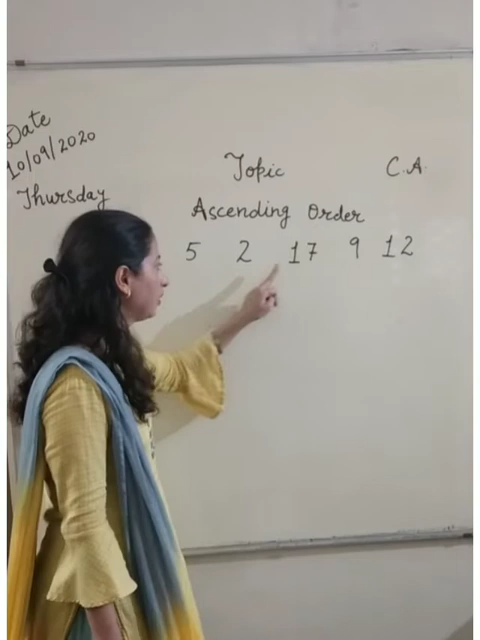 Date
10/09/2020
Thursday
Topic
C.A.
Ascending Order
5 2 17 9 12